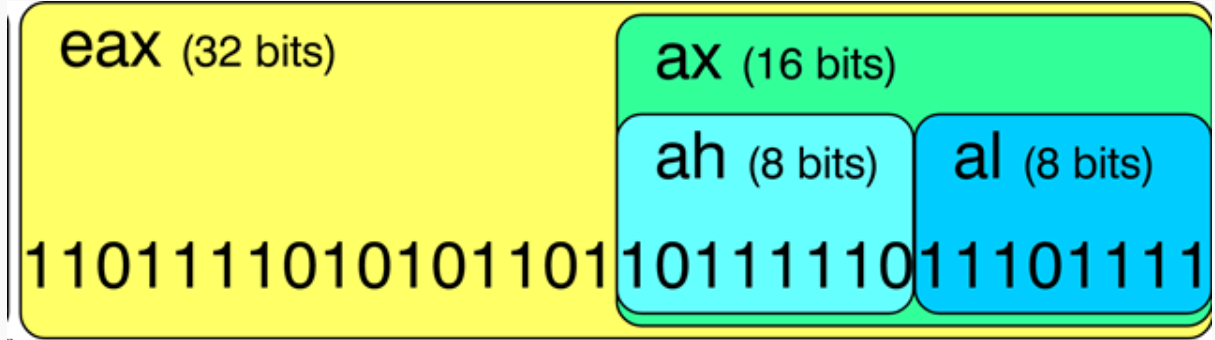 eax (32 bits)
ax (16 bits)
ah (8 bits) al (8 bits)
11011110101011011011111011101111